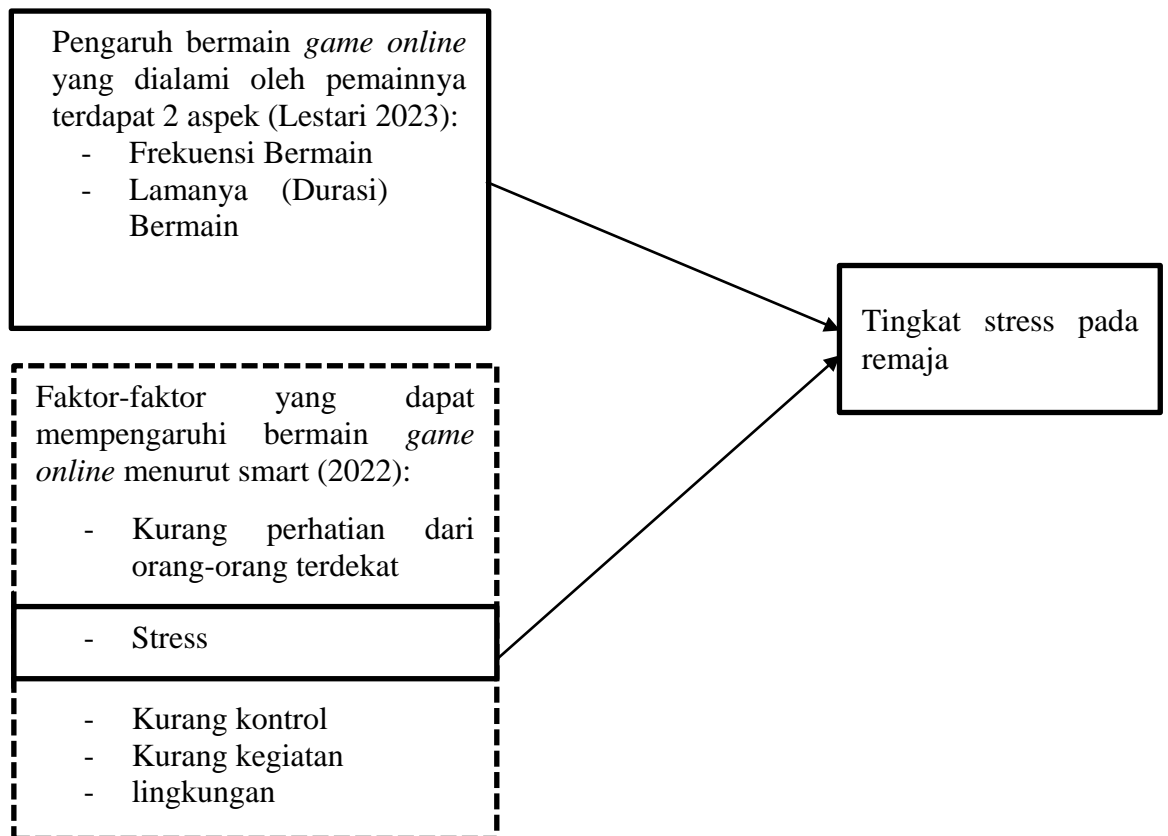 Pengaruh bermain game online
yang dialami oleh pemainnya
terdapat 2 aspek (Lestari 2023):
- Frekuensi Bermain
- Lamanya (Durasi)
Bermain
Tingkat stress pada
remaja
Faktor-faktor yang dapat
mempengaruhi bermain game
online menurut smart (2022):
- Kurang perhatian dari
orang-orang terdekat
- Stress
- Kurang kontrol
- Kurang kegiatan
- lingkungan